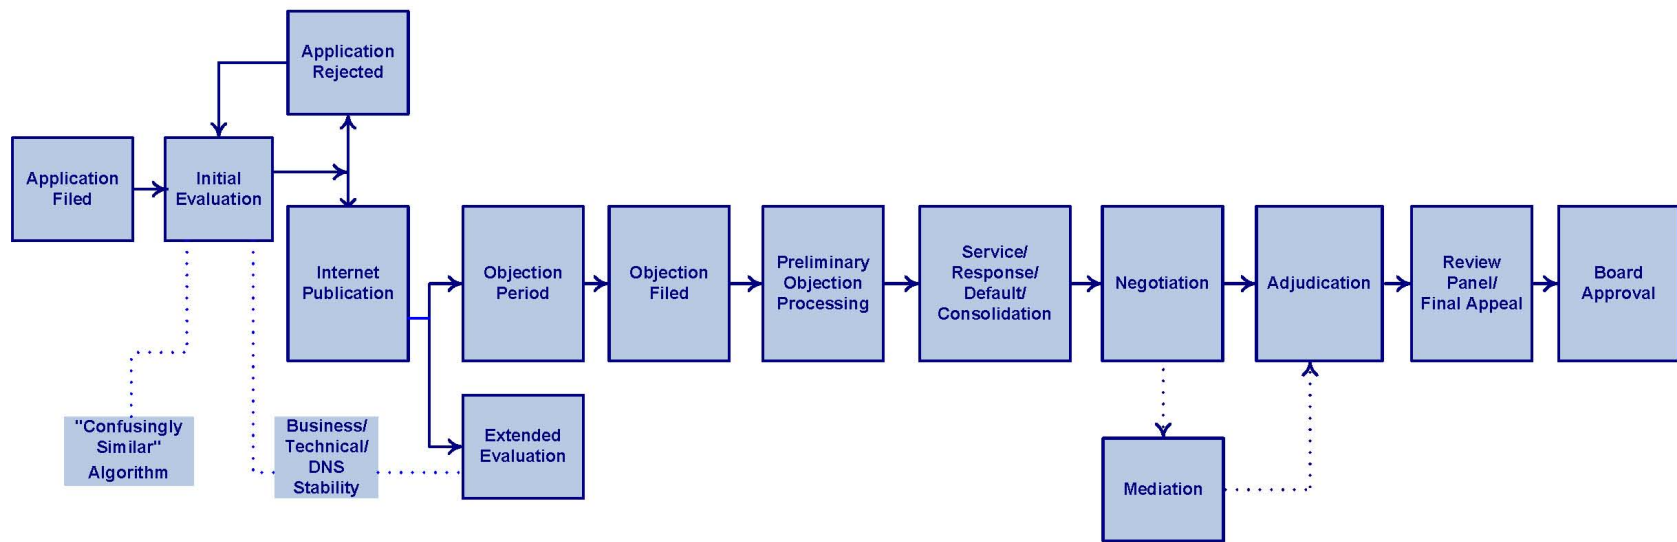 Application
Rejected
Application
Filed
Initial
Evaluation
Internet
Publication
Objection
Period
Objection
Filed
Preliminary
Objection
Processing
Service/
Response/
Default/
Consolidation
Negotiation
Adjudication
Review
Panel/
Final Appeal
Board
Approval
"Confusingly
Similar"
Algorithm
Business/
Technical/
DNS
Stability
Extended
Evaluation
Mediation